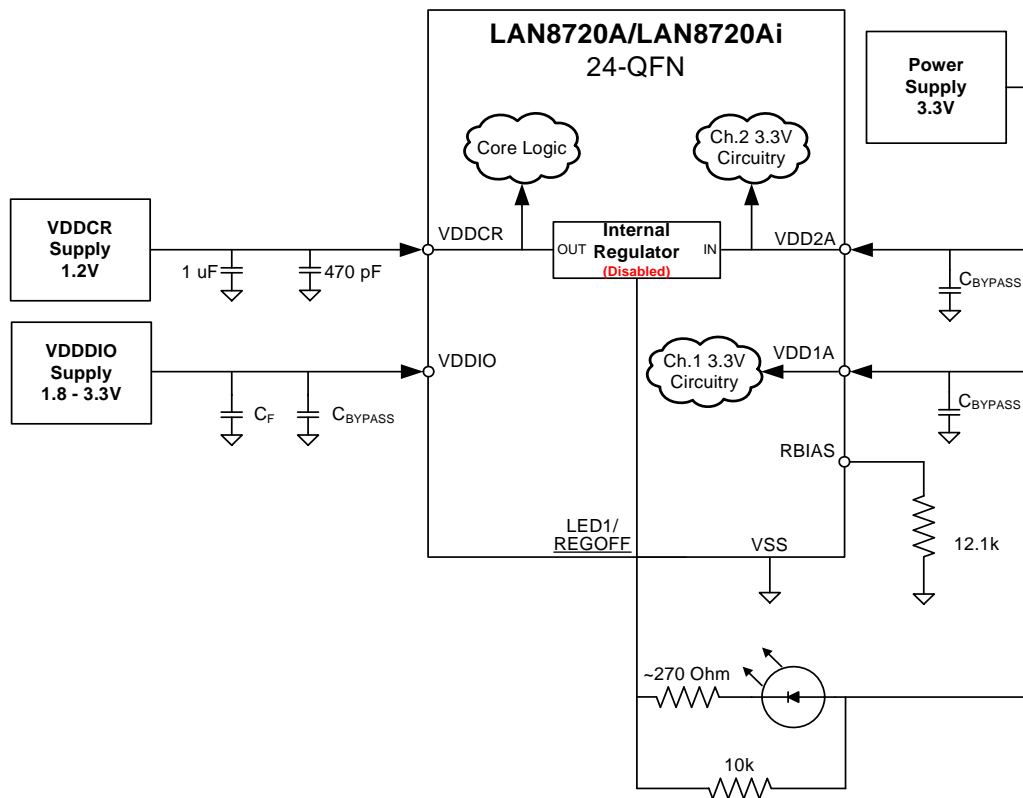 LAN8720A/LAN8720Ai
24-QFN
Power
Supply
3.3V
Core Logic
Ch.2 3.3V
Circuitry
VDDCR
Supply
1.2V
VDDCR
OUT
Internal
Regulator
(Disabled)
IN
VDD2A
1 uF
470 pF
CBYPASS
VDDDIO
Supply
1.8 - 3.3V
VDDIO
Ch.1 3.3V
Circuitry
VDD1A
CF
CBYPASS
CBYPASS
RBIAS
12.1k
LED1/
REGOFF
VSS
~270 Ohm
10k